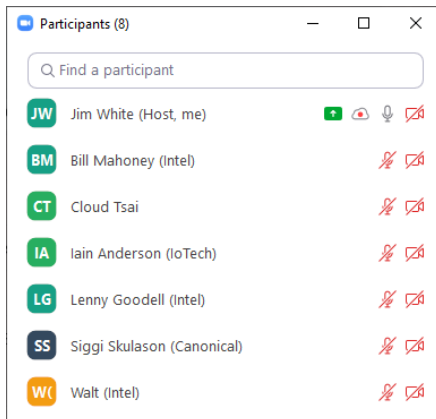 Participants (8)
Find a participant
JW Jim White (Host, me)
BM Bill Mahoney (Intel)
CT Cloud Tsai
IA Iain Anderson (IoTech)
LG Lenny Goodell (Intel)
SS Siggi Skulason (Canonical)
W( Walt (Intel)